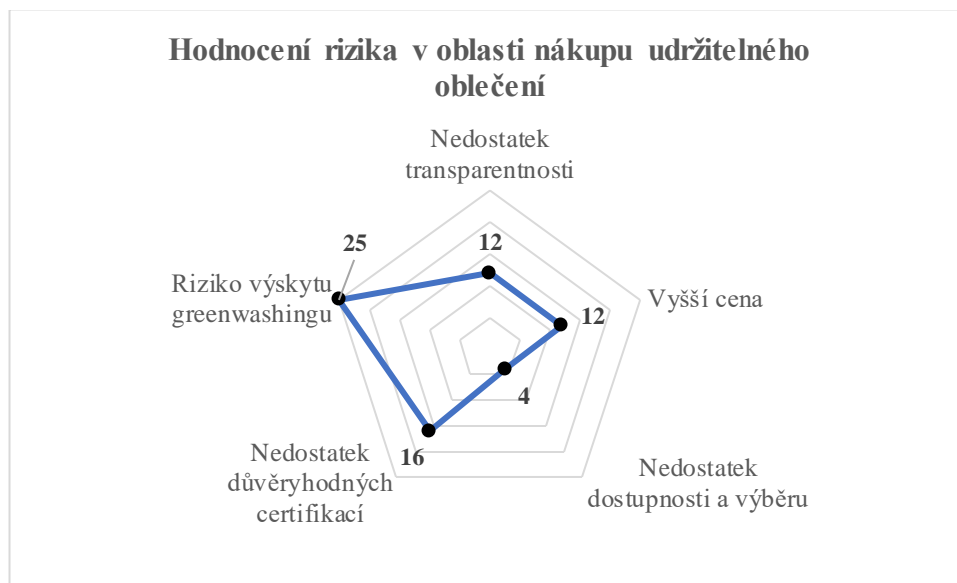 Hodnocení rizika v oblasti nákupu udržitelného
oblečení
Nedostatek
transparentnosti
25
12
Riziko výskytu
greenwashingu
Vyšší cena
12
4
16
Nedostatek
důvěryhodných
certifikací
Nedostatek
dostupnosti a výběru